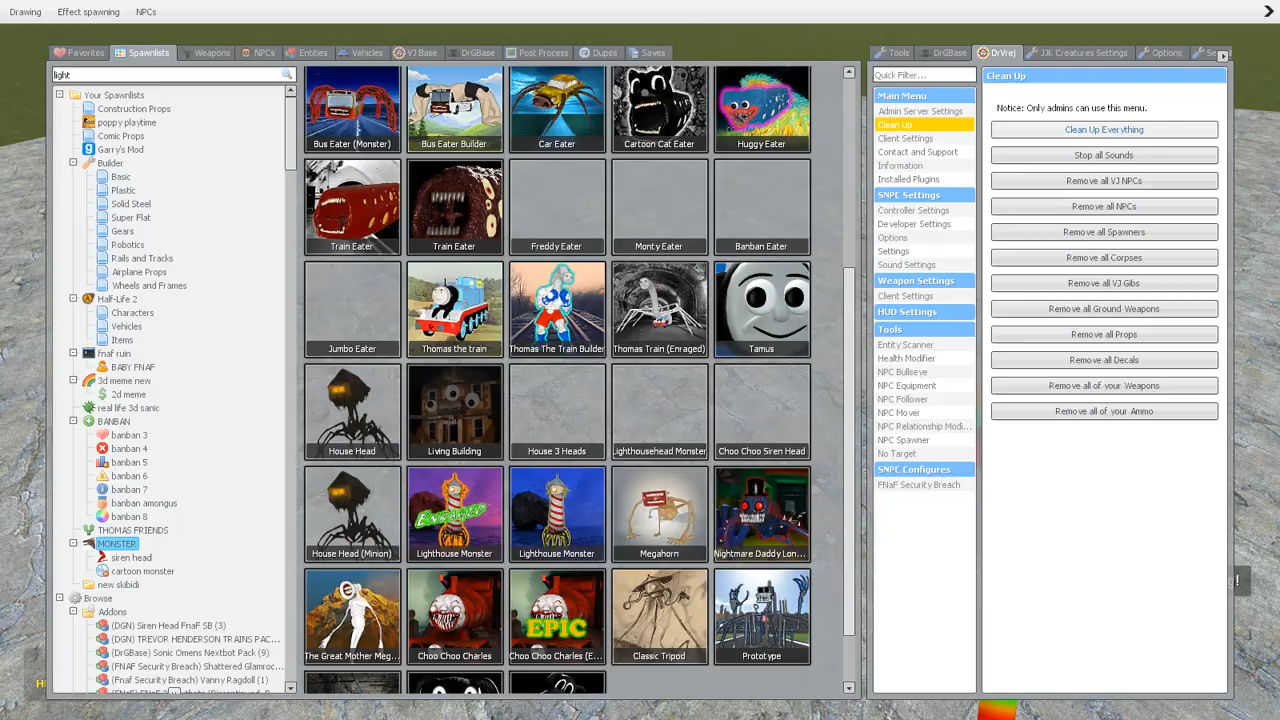 Drawing Effect spawning NPCs
Favorites Spawnlists Weapons NPCs Entities Vehicles VJ Base DrGBase Post Process Dupes Saves
Tools DrGBase DrVrej JJk. Creatures Settings Options
light
Your Spawnlists
Construction Props
poppy playtime
Comic Props
Garry's Mod
Builder
Basic
Plastic
Solid Steel
Super Flat
Gears
Robotics
Rails and Tracks
Airplane Props
Wheels and Frames
Half-Life 2
Characters
Vehicles
Items
fnaf ruin
BABY FNAF
3d meme new
2d meme
real life 3d sanic
BANBAN
banban 3
banban 4
banban 5
banban 6
banban 7
banban amongus
banban 8
THOMAS FRIENDS
MONSTER
siren head
cartoon monster
new skibidi
Browse
Addons
(DGN) Siren Head FnaF SB (3)
(DGN) TREVOR HENDERSON TRAINS PAC...
(DrGBase) Sonic Omens Nextbot Pack (9)
(FNAF Security Breach) Shattered Glamroc...
(Fnaf Security Breach) Vanny Ragdoll (1)
Bus Eater (Monster) Bus Eater Builder Car Eater Cartoon Cat Eater Huggy Eater
Train Eater Train Eater Freddy Eater Monty Eater Banban Eater
Jumbo Eater Thomas the train Thomas The Train Builder Thomas Train (Enraged) Tamus
House Head Living Building House 3 Heads Lighthousehead Monster Choo Choo Siren Head
ENRAGED
House Head (Minion) Lighthouse Monster Lighthouse Monster Megahorn Nightmare Daddy Lon...
EPIC
The Great Mother Meg... Choo Choo Charles Choo Choo Charles (E... Classic Tripod Prototype
Quick Filter...
Main Menu
Admin Server Settings
Clean Up
Client Settings
Contact and Support
Information
Installed Plugins
SNPC Settings
Controller Settings
Developer Settings
Options
Settings
Sound Settings
Weapon Settings
Client Settings
HUD Settings
Tools
Entity Scanner
Health Modifier
NPC Bullseye
NPC Equipment
NPC Follower
NPC Mover
NPC Relationship Modi...
NPC Spawner
No Target
SNPC Configures
FNaF Security Breach
Clean Up
Notice: Only admins can use this menu.
Clean Up Everything
Stop all Sounds
Remove all VJ NPCs
Remove all NPCs
Remove all Spawners
Remove all Corpses
Remove all VJ Gibs
Remove all Ground Weapons
Remove all Props
Remove all Decals
Remove all of your Weapons
Remove all of your Ammo